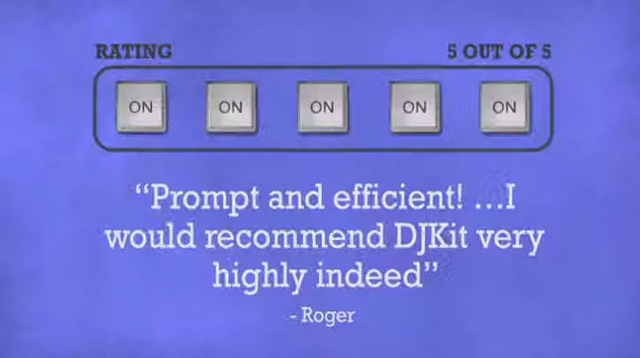 RATING 5 OUT OF 5
ON ON ON ON ON
“Prompt and efficient! ...I
would recommend DJKit very
highly indeed”
- Roger